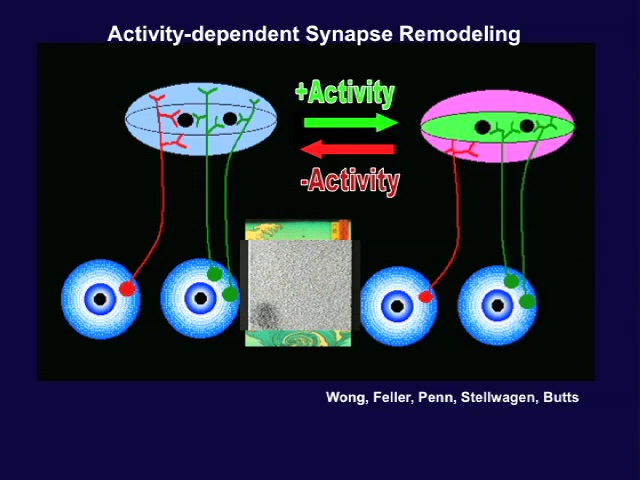 Activity-dependent Synapse Remodeling
+Activity
-Activity
Wong, Feller, Penn, Stellwagen, Butts